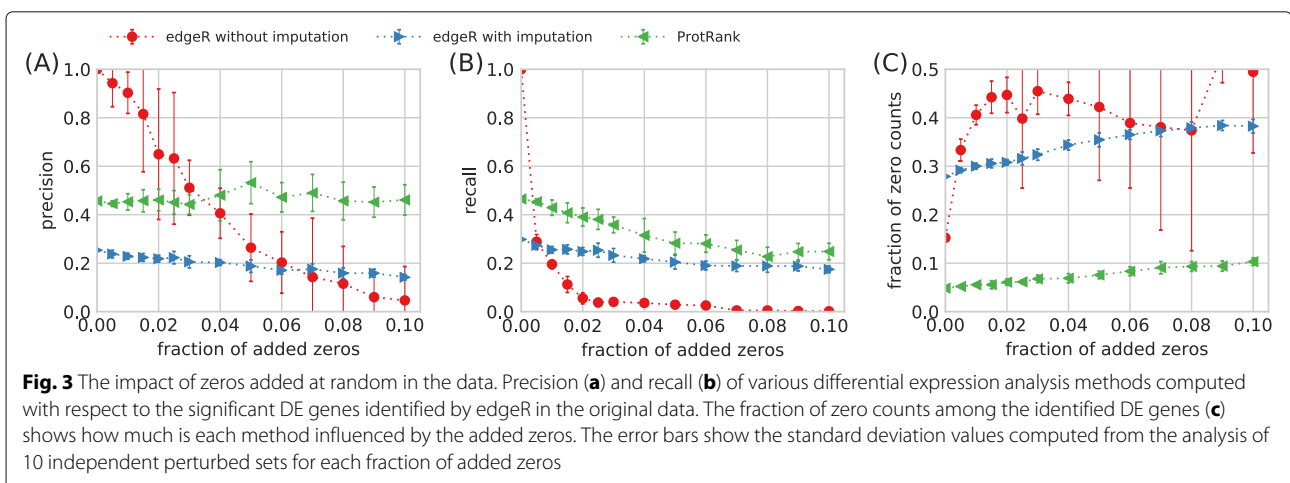 edgeR without imputation edgeR with imputation ProtRank
(A) (B) (C)
1.0 0.8 0.6 0.4 0.2 0.0
precision
0.00 0.02 0.04 0.06 0.08 0.10
fraction of added zeros
1.0 0.8 0.6 0.4 0.2 0.0
recall
0.00 0.02 0.04 0.06 0.08 0.10
fraction of added zeros
0.5 0.4 0.3 0.2 0.1 0.0
fraction of zero counts
0.00 0.02 0.04 0.06 0.08 0.10
fraction of added zeros
Fig. 3 The impact of zeros added at random in the data. Precision (a) and recall (b) of various differential expression analysis methods computed
with respect to the significant DE genes identified by edgeR in the original data. The fraction of zero counts among the identified DE genes (c)
shows how much is each method influenced by the added zeros. The error bars show the standard deviation values computed from the analysis of
10 independent perturbed sets for each fraction of added zeros